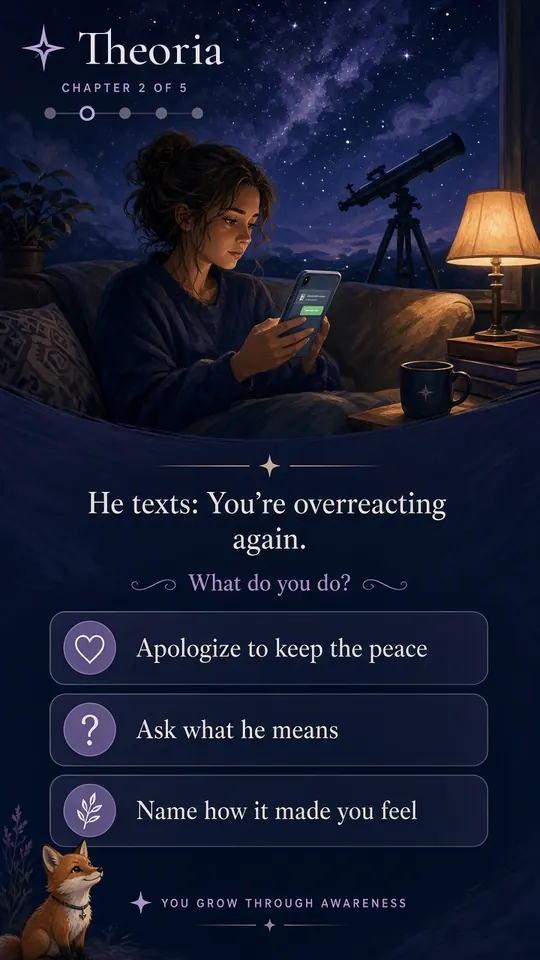 Theoria
CHAPTER 2 OF 5
He texts: You’re overreacting
again.
What do you do?
Apologize to keep the peace
?
Ask what he means
Name how it made you feel
YOU GROW THROUGH AWARENESS